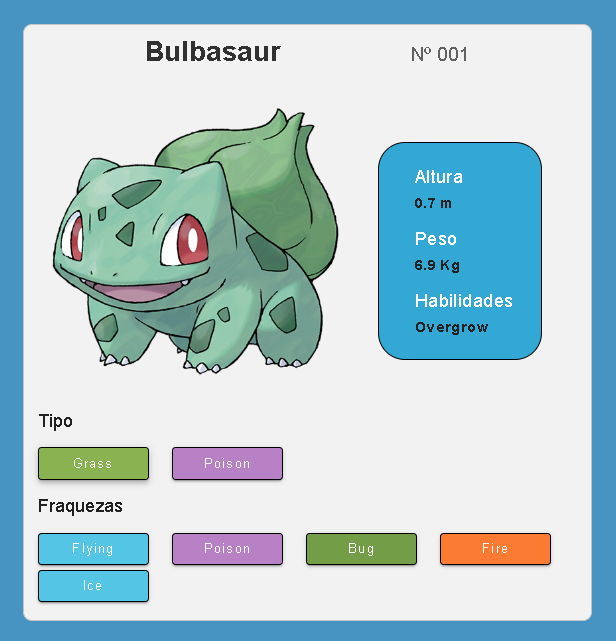 Bulbasaur Nº 001
Altura
0.7 m
Peso
6.9 Kg
Habilidades
Overgrow
Tipo
Grass Poison
Fraquezas
Flying Poison Bug Fire
Ice